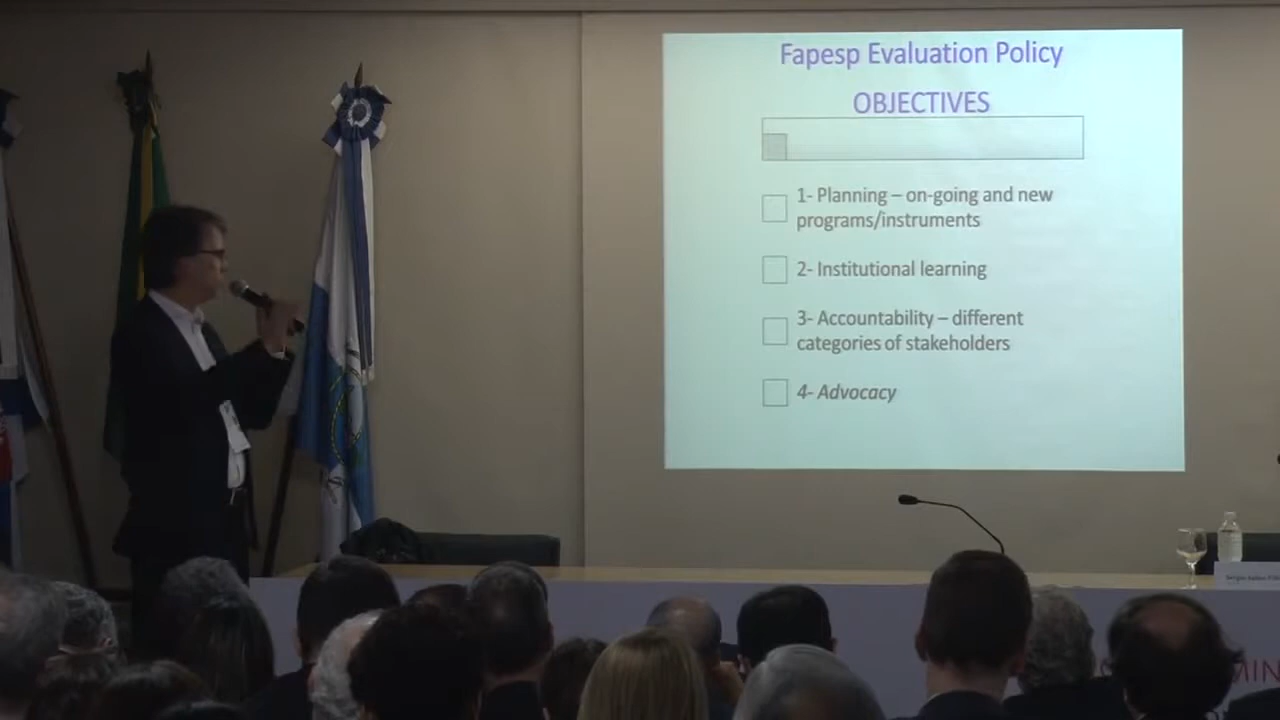 Fapesp Evaluation Policy
OBJECTIVES
1- Planning – on-going and new
programs/instruments
2- Institutional learning
3- Accountability – different
categories of stakeholders
4- Advocacy
MIN